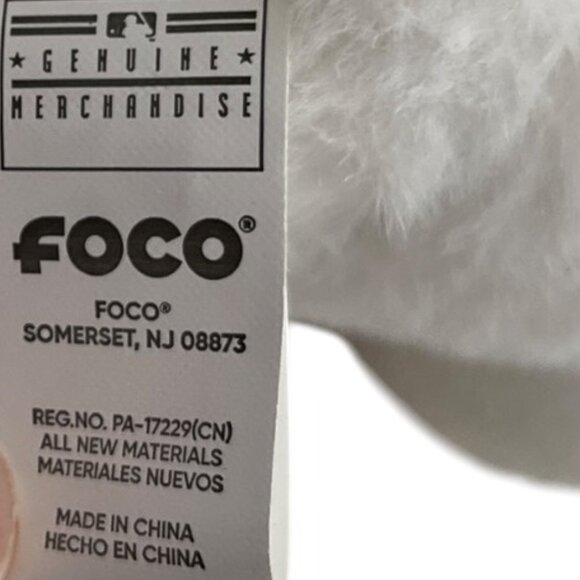 ★ GENUINE ★
MERCHANDISE
FOCO®
FOCO®
SOMERSET, NJ 08873
REG.NO. PA-17229(CN)
ALL NEW MATERIALS
MATERIALES NUEVOS
MADE IN CHINA
HECHO EN CHINA